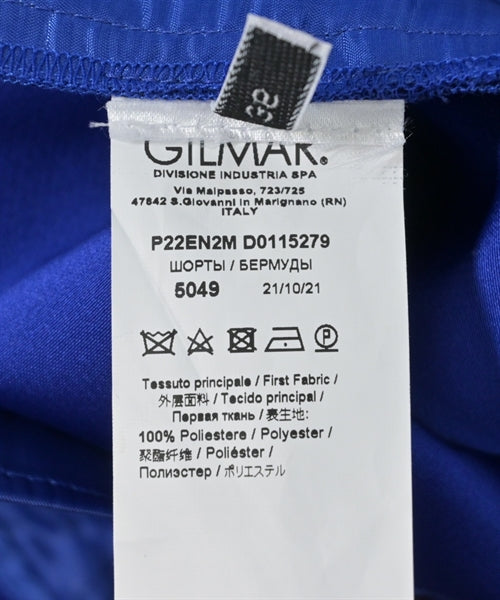 38
GILMAR®
DIVISIONE INDUSTRIA SPA
Via Malpasso, 723/725
47842 S.Giovanni in Marignano (RN)
ITALY
P22EN2M D0115279
ШОРТЫ / БЕРМУДЫ
5049 21/10/21
Tessuto principale / First Fabric /
外层面料 / Tecido principal /
Первая ткань / 表生地:
100% Poliestere / Polyester /
聚酯纤维 / Poliéster /
Полиэстер / ポリエステル